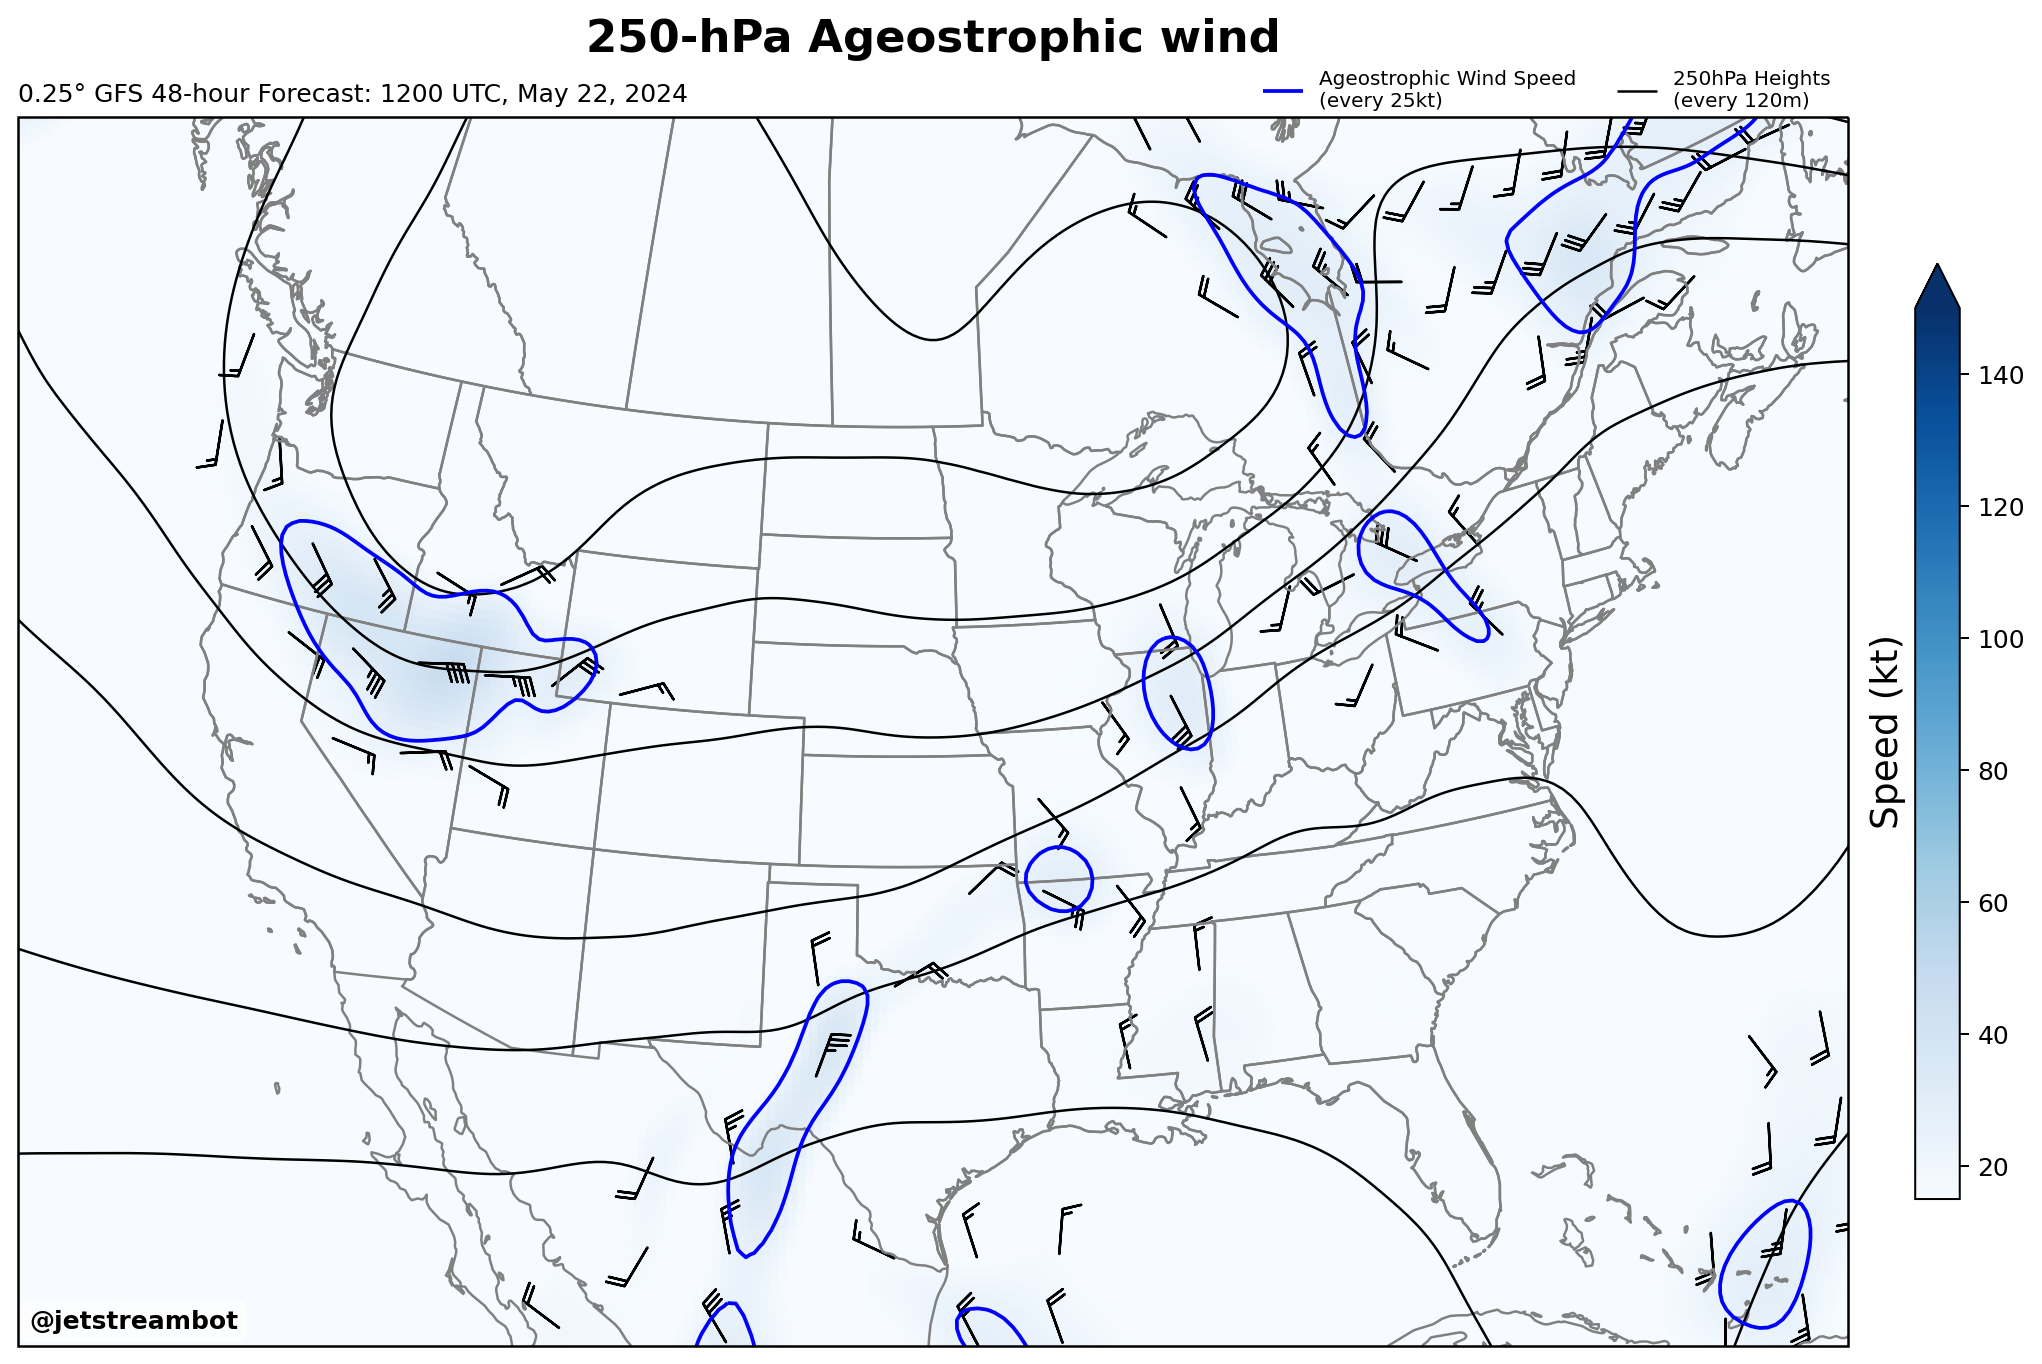 250-hPa Ageostrophic wind
0.25° GFS 48-hour Forecast: 1200 UTC, May 22, 2024
Ageostrophic Wind Speed
(every 25kt)
250hPa Heights
(every 120m)
140
120
100
80
60
40
20
Speed (kt)
@jetstreambot